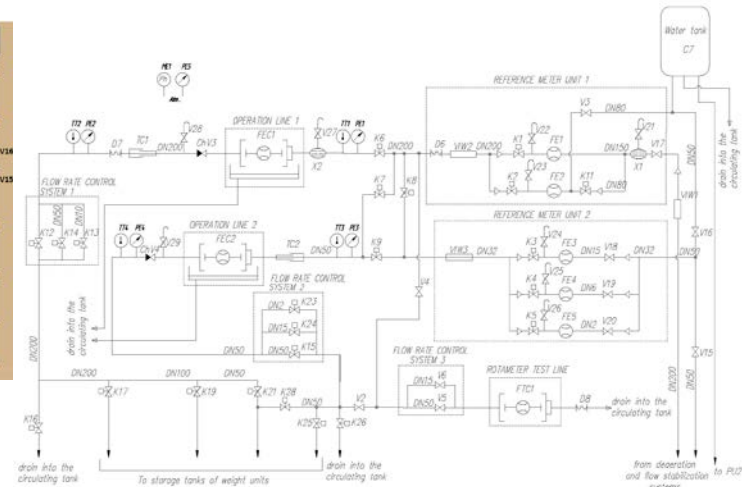 Water tank
C7
ME1
PE5
Atm.
REFERENCE METER UNIT 1
V3
DN80
TT2
PE2
V28
OPERATION LINE 1
V27
TT1
PE1
V22
V21
D7
TC1
ChV3
FEC1
K6
DN200
D6
DN200
K1
FE1
DN150
V17
DN200
X2
VIW2
V23
X1
DN50
V16
V15
FLOW RATE CONTROL
SYSTEM 1
K7
K8
K2
FE2
K11
DN80
drain into the
circulating tank
DN50
DN10
K12
K14
K13
TT4
PE4
V29
OPERATION LINE 2
TT3
PE3
REFERENCE METER UNIT 2
VIW1
V24
V16
ChV4
FEC2
TC2
DN50
K9
VIW3
DN32
K3
FE3
DN15
V18
DN32
DN50
V25
FLOW RATE CONTROL
SYSTEM 2
V4
K4
FE4
DN6
V19
DN2
K23
V26
drain into the
circulating tank
DN15
K24
K5
FE5
DN2
V20
DN50
DN50
K15
FLOW RATE CONTROL
SYSTEM 3
V15
DN200
DN200
DN100
DN50
V6
DN15
ROTAMETER TEST LINE
DN200
DN50
K17
K19
K21
K28
DN50
V2
DN50
V5
FTC1
D8
K16
K25
K26
drain into the
circulating tank
drain into the
circulating tank
To storage tanks of weight units
drain into the
circulating tank
from deaeration
and flow stabilization
systems
to PU2